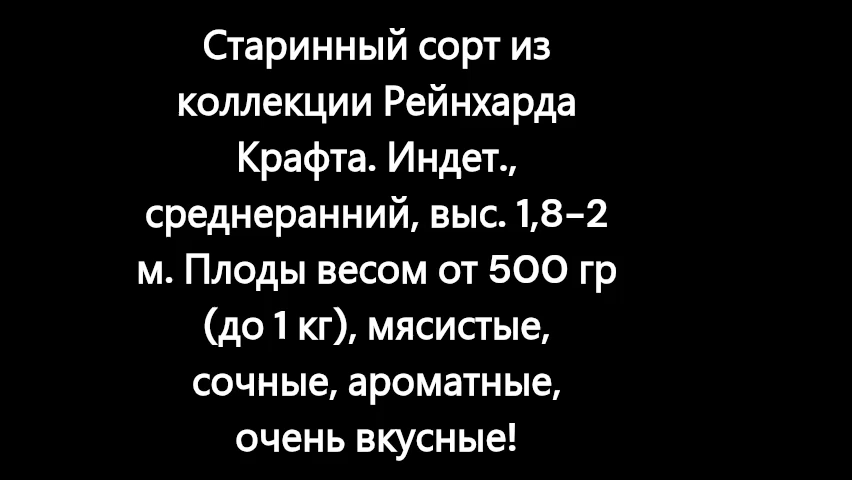 Старинный сорт из
коллекции Рейнхарда
Крафта. Индет.,
среднеранний, выс. 1,8–2
м. Плоды весом от 500 гр
(до 1 кг), мясистые,
сочные, ароматные,
очень вкусные!